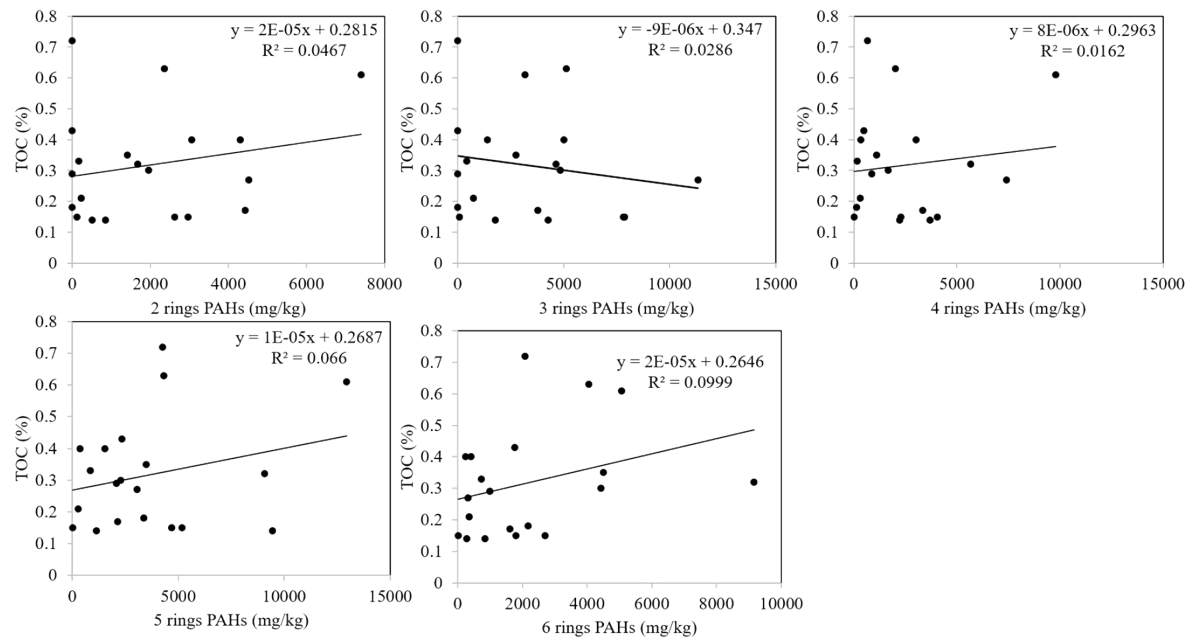 y = 2E-05x + 0.2815
R² = 0.0467
0.8
0.7
0.6
0.5
0.4
0.3
0.2
0.1
0
TOC (%)
0 2000 4000 6000 8000
2 rings PAHs (mg/kg)
y = -9E-06x + 0.347
R² = 0.0286
0.8
0.7
0.6
0.5
0.4
0.3
0.2
0.1
0
TOC (%)
0 5000 10000 15000
3 rings PAHs (mg/kg)
y = 8E-06x + 0.2963
R² = 0.0162
0.8
0.7
0.6
0.5
0.4
0.3
0.2
0.1
0
TOC (%)
0 5000 10000 15000
4 rings PAHs (mg/kg)
y = 1E-05x + 0.2687
R² = 0.066
0.8
0.7
0.6
0.5
0.4
0.3
0.2
0.1
0
TOC (%)
0 5000 10000 15000
5 rings PAHs (mg/kg)
y = 2E-05x + 0.2646
R² = 0.0999
0.8
0.7
0.6
0.5
0.4
0.3
0.2
0.1
0
TOC (%)
0 2000 4000 6000 8000 10000
6 rings PAHs (mg/kg)